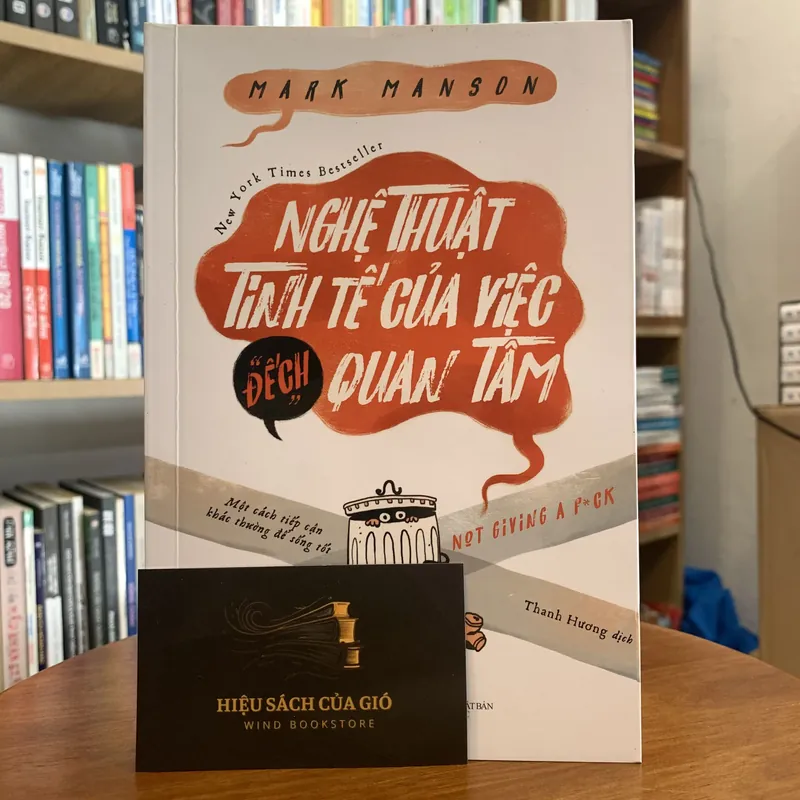 MARK MANSON
New York Times Bestseller
NGHỆ THUẬT
TINH TẾ CỦA VIỆC
"ĐẾCH" QUAN TÂM
Một cách tiếp cận
khác thường để sống tốt
NOT GIVING A F*CK
Thanh Hương dịch
HIỆU SÁCH CỦA GIÓ
WIND BOOKSTORE